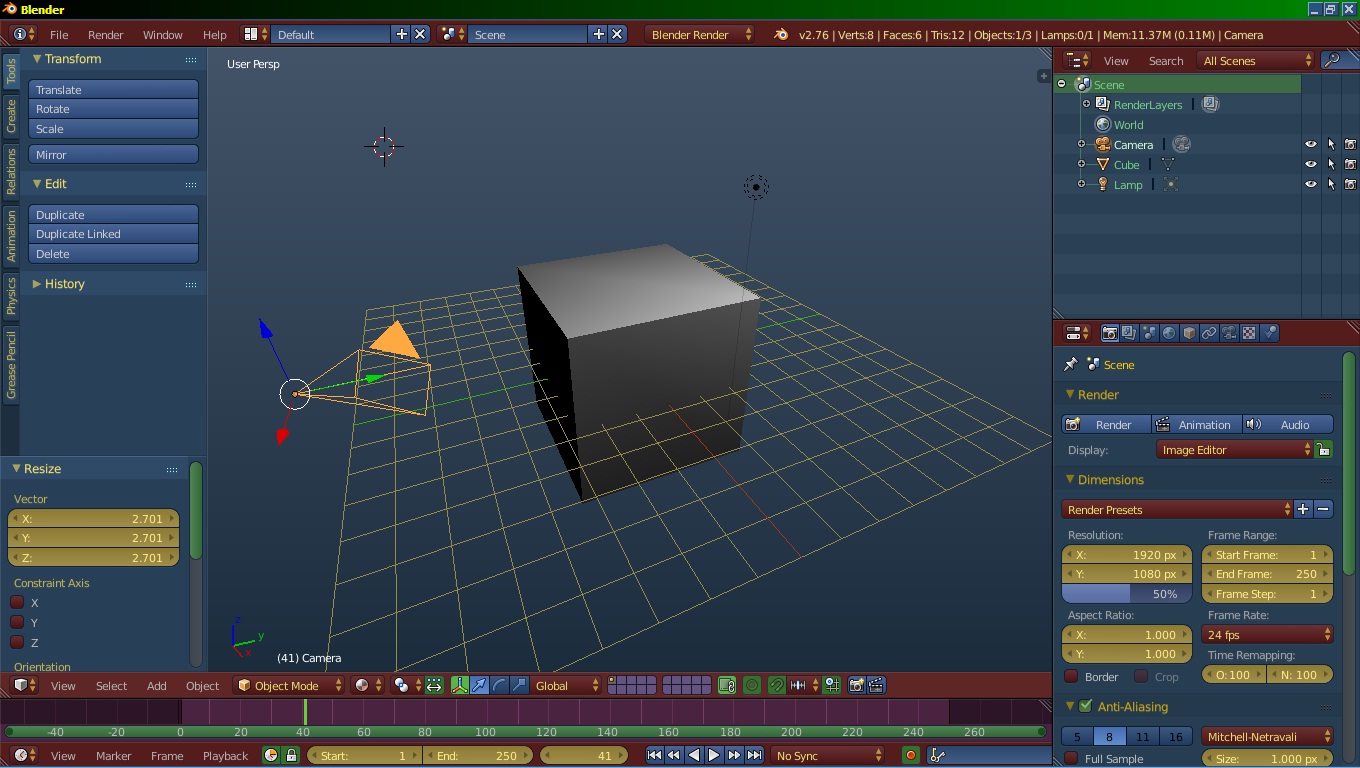 Blender
File Render Window Help Default Scene Blender Render v2.76 | Verts:8 | Faces:6 | Tris:12 | Objects:1/3 | Lamps:0/1 | Mem:11.37M (0.11M) | Camera
Tools
Create
Relations
Animation
Physics
Grease Pencil
Transform
Translate
Rotate
Scale
Mirror
Edit
Duplicate
Duplicate Linked
Delete
History
Resize
Vector
X: 2.701
Y: 2.701
Z: 2.701
Constraint Axis
X
Y
Z
Orientation
User Persp
z
y
x
(41) Camera
View Select Add Object Object Mode Global
-40 -20 0 20 40 60 80 100 120 140 160 180 200 220 240 260
View Marker Frame Playback Start: 1 End: 250 41 No Sync
View Search All Scenes
Scene
RenderLayers
World
Camera
Cube
Lamp
Scene
Render
Render Animation Audio
Display: Image Editor
Dimensions
Render Presets
Resolution: Frame Range:
X: 1920 px Start Frame: 1
Y: 1080 px End Frame: 250
50% Frame Step: 1
Aspect Ratio: Frame Rate:
X: 1.000 24 fps
Y: 1.000 Time Remapping:
Border Crop O: 100 N: 100
Anti-Aliasing
5 8 11 16 Mitchell-Netravali
Full Sample Size: 1.000 px